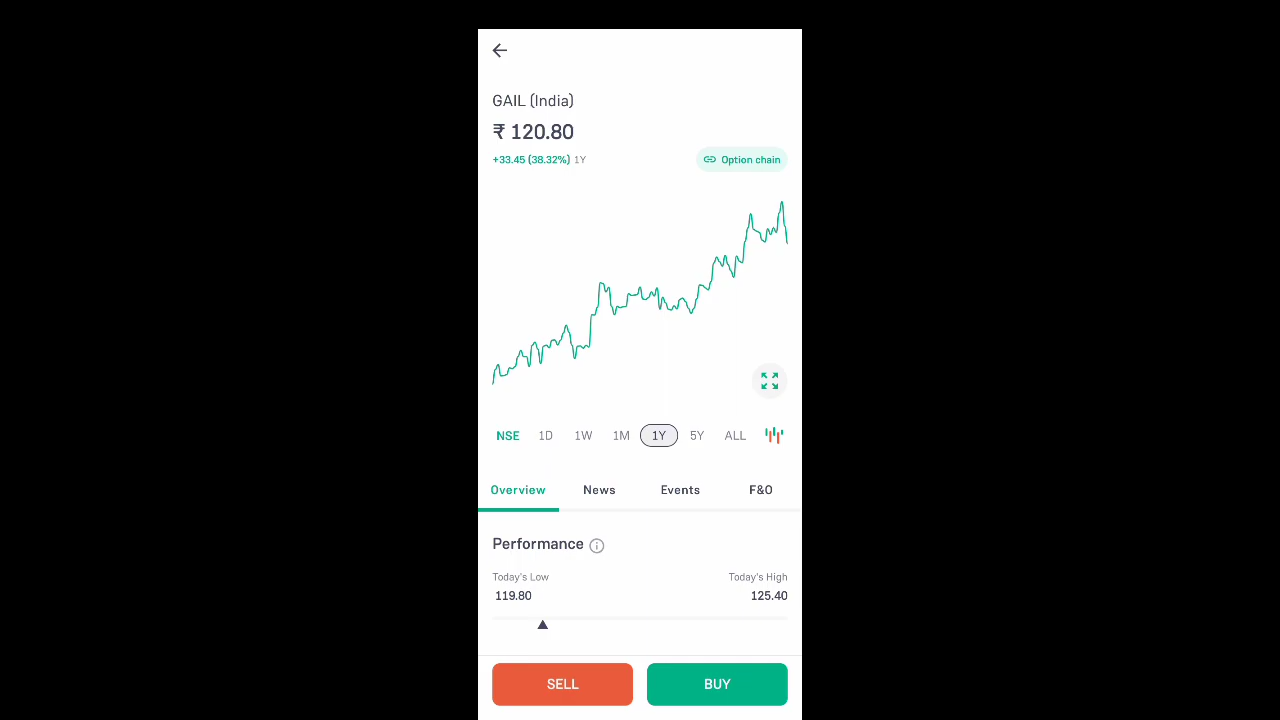 GAIL (India)
₹ 120.80
+33.45 (38.32%) 1Y
Option chain
NSE 1D 1W 1M 1Y 5Y ALL
Overview News Events F&O
Performance
Today's Low Today's High
119.80 125.40
SELL BUY